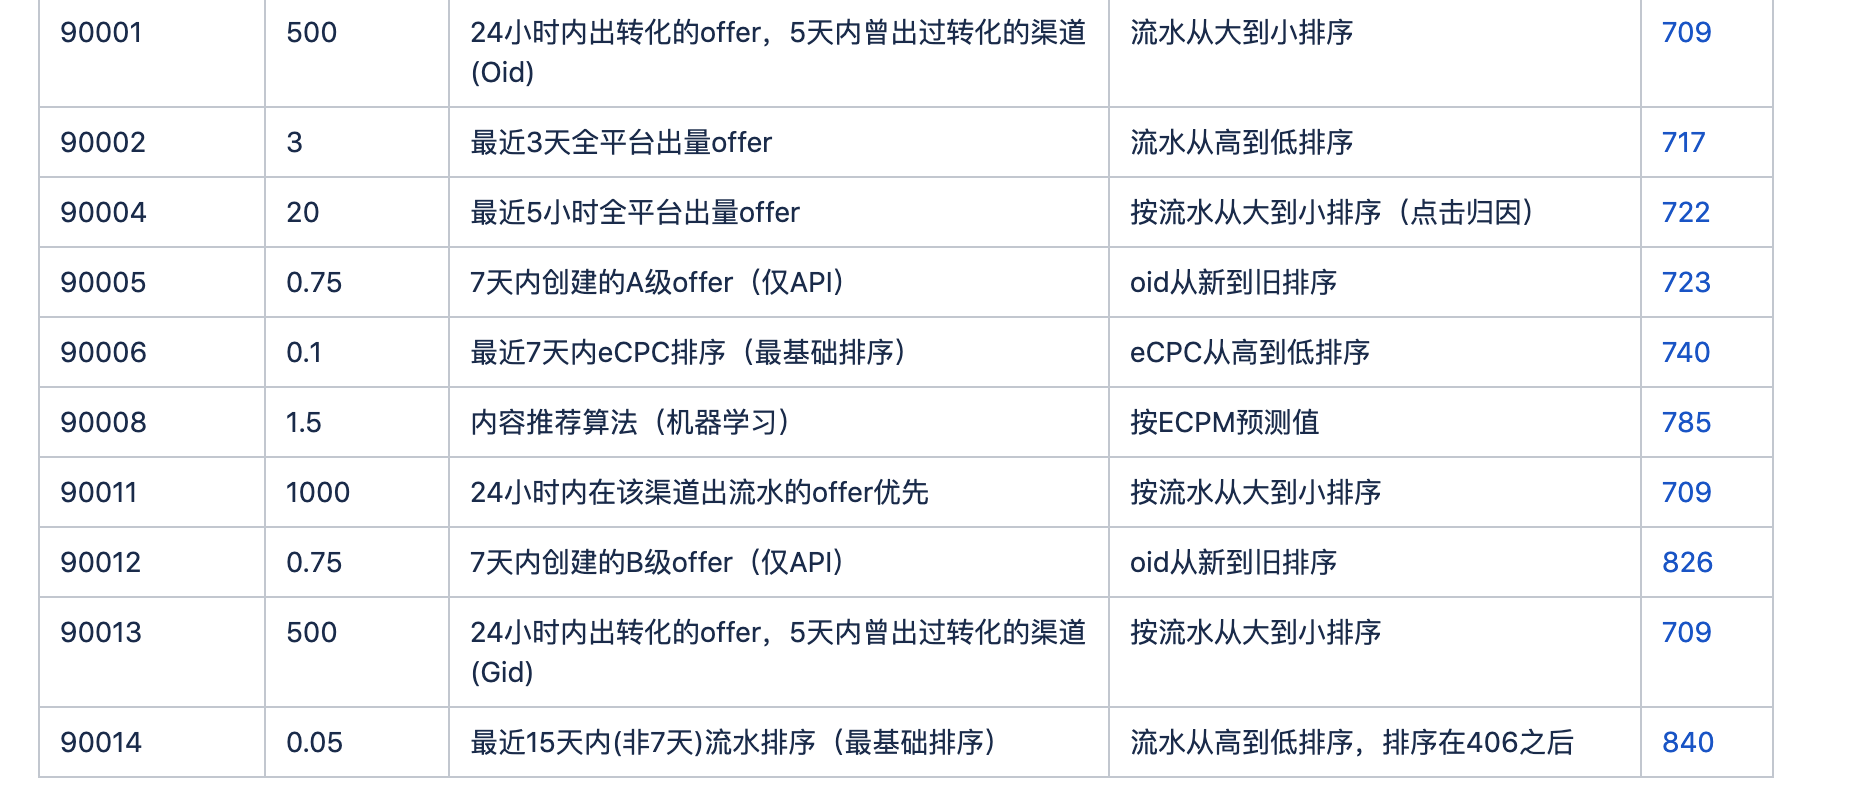 90001 500 24小时内出转化的offer，5天内曾出过转化的渠道 流水从大到小排序 709
(Oid)
90002 3 最近3天全平台出量offer 流水从高到低排序 717
90004 20 最近5小时全平台出量offer 按流水从大到小排序（点击归因） 722
90005 0.75 7天内创建的A级offer（仅API） oid从新到旧排序 723
90006 0.1 最近7天内eCPC排序（最基础排序） eCPC从高到低排序 740
90008 1.5 内容推荐算法（机器学习） 按ECPM预测值 785
90011 1000 24小时内在该渠道出流水的offer优先 按流水从大到小排序 709
90012 0.75 7天内创建的B级offer（仅API） oid从新到旧排序 826
90013 500 24小时内出转化的offer，5天内曾出过转化的渠道 按流水从大到小排序 709
(Gid)
90014 0.05 最近15天内(非7天)流水排序（最基础排序） 流水从高到低排序，排序在406之后 840